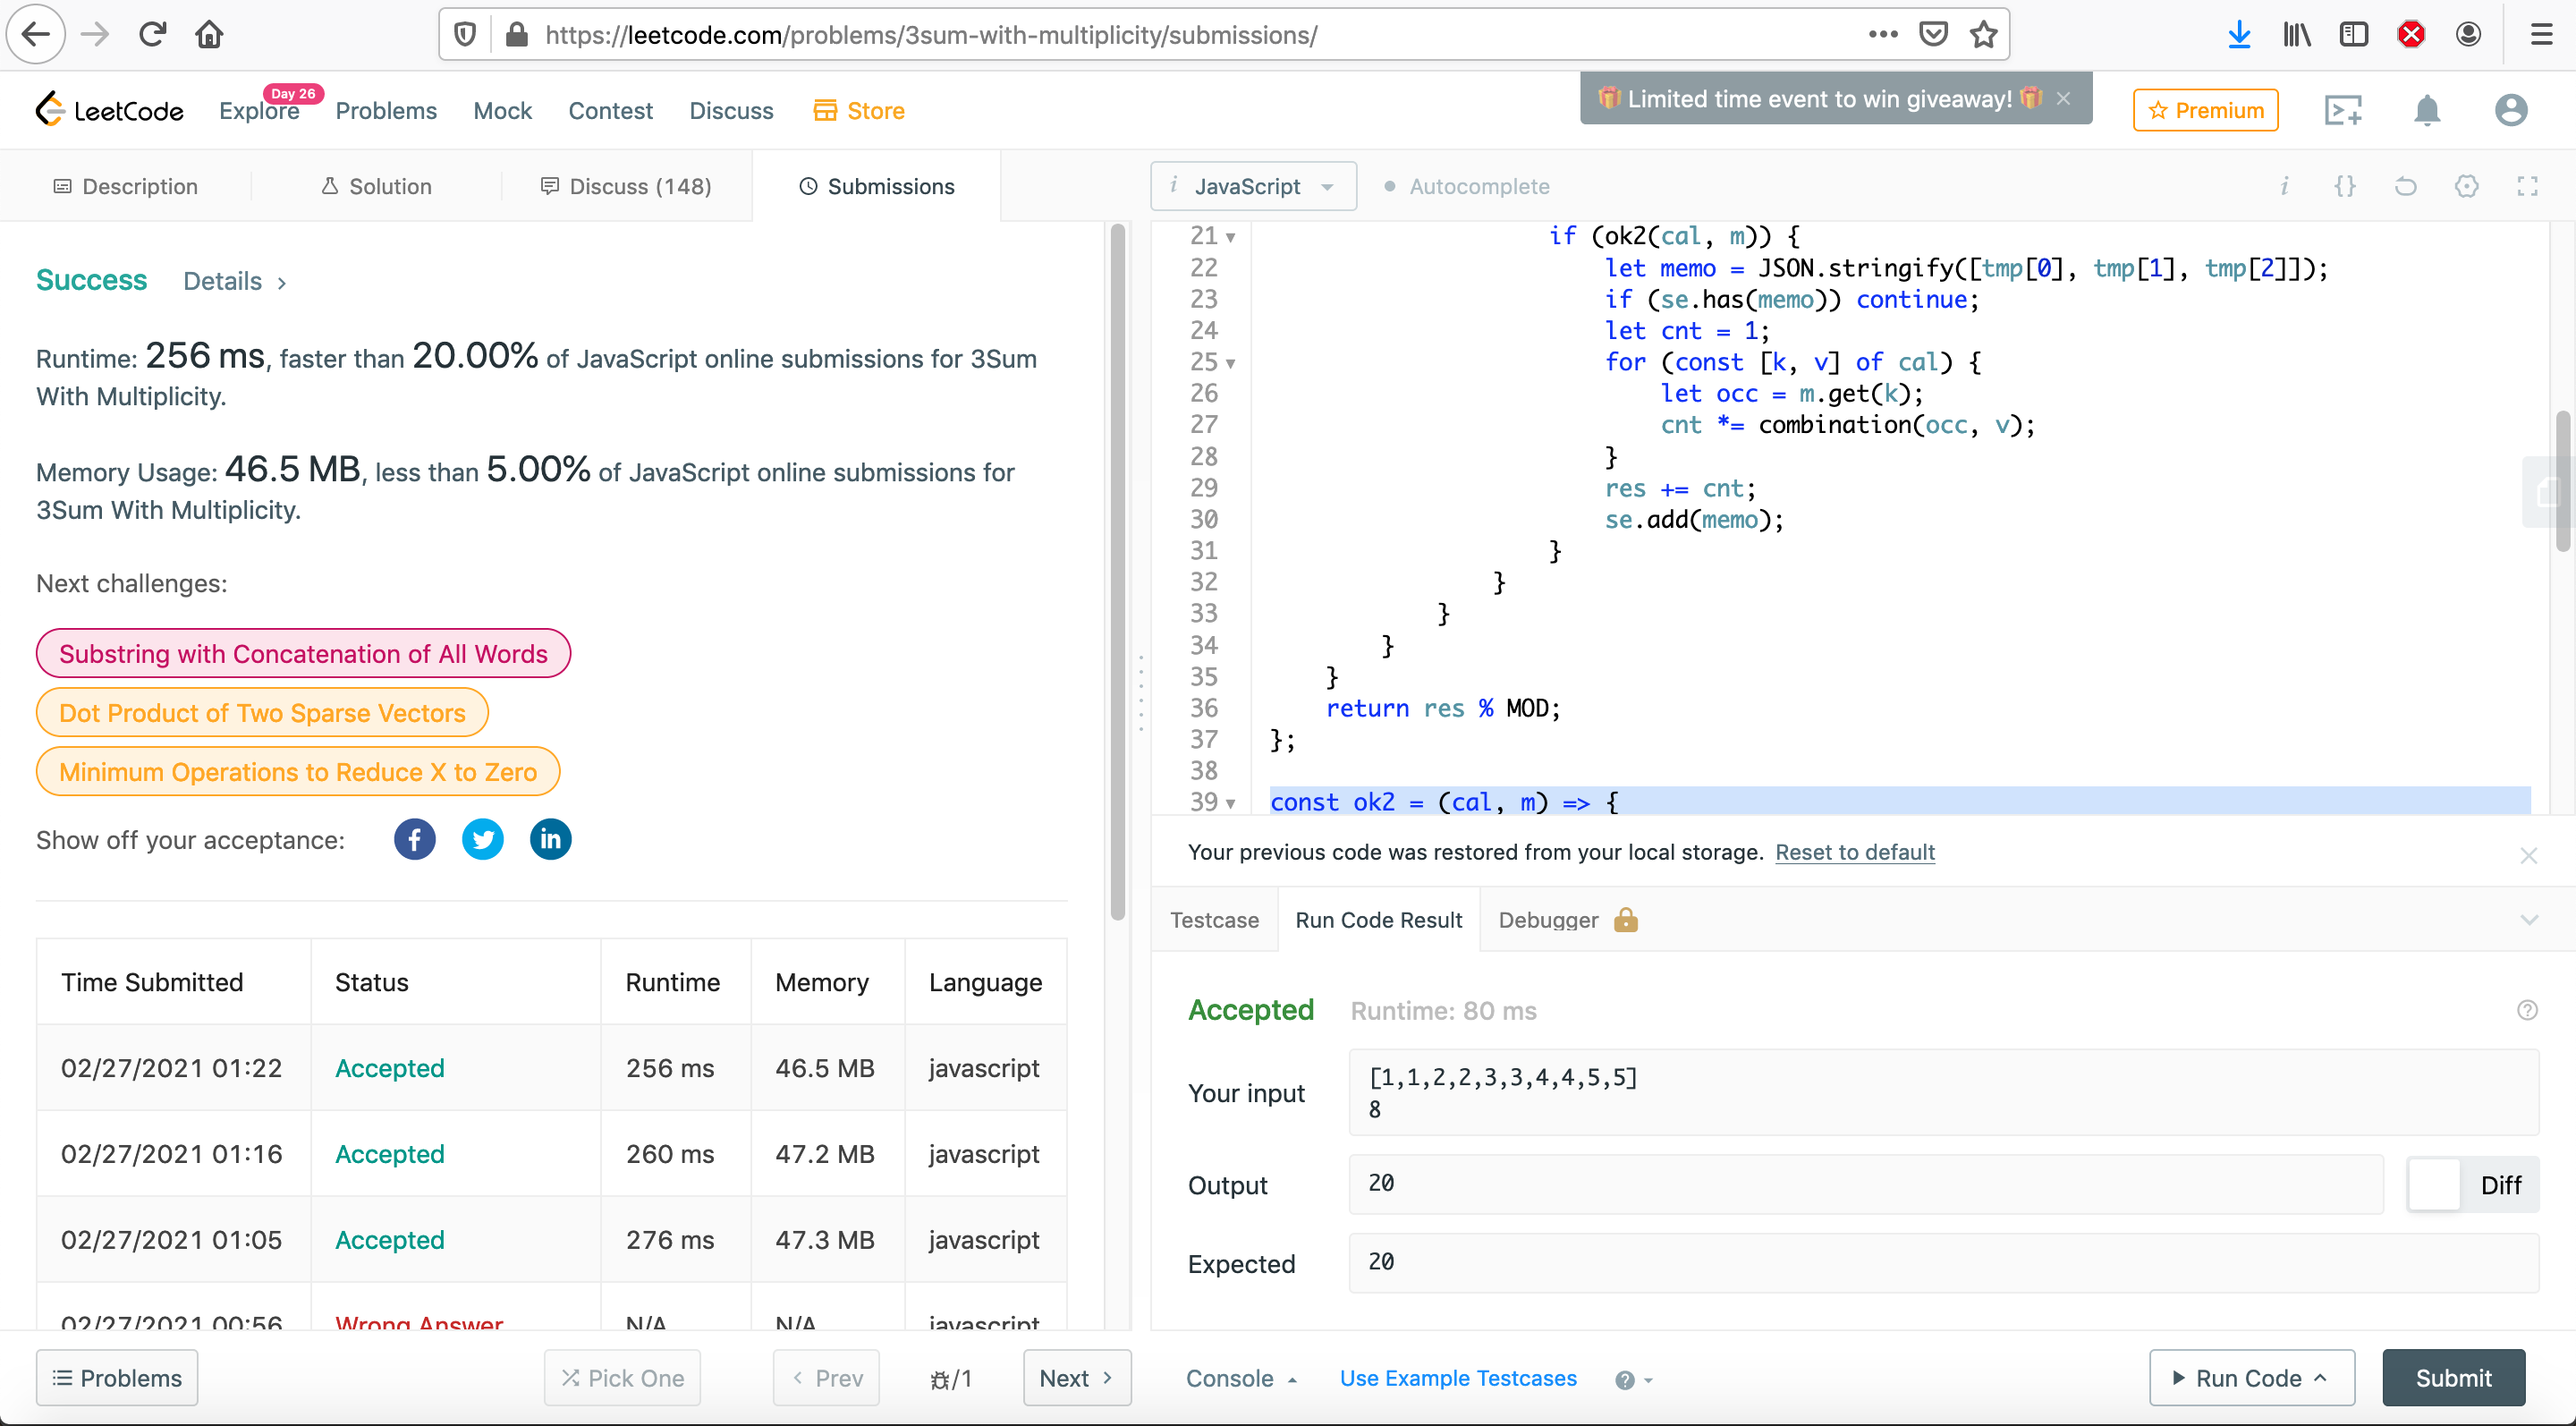 https://leetcode.com/problems/3sum-with-multiplicity/submissions/
LeetCode
Explore
Day 26
Problems
Mock
Contest
Discuss
Store
Limited time event to win giveaway!
Premium
Description
Solution
Discuss (148)
Submissions
Success Details
Runtime: 256 ms, faster than 20.00% of JavaScript online submissions for 3Sum
With Multiplicity.
Memory Usage: 46.5 MB, less than 5.00% of JavaScript online submissions for
3Sum With Multiplicity.
Next challenges:
Substring with Concatenation of All Words
Dot Product of Two Sparse Vectors
Minimum Operations to Reduce X to Zero
Show off your acceptance:
Time Submitted Status Runtime Memory Language
02/27/2021 01:22 Accepted 256 ms 46.5 MB javascript
02/27/2021 01:16 Accepted 260 ms 47.2 MB javascript
02/27/2021 01:05 Accepted 276 ms 47.3 MB javascript
02/27/2021 00:56 Wrong Answer N/A N/A javascript
Problems
Pick One
Prev
/1
Next
i JavaScript
Autocomplete
21 if (ok2(cal, m)) {
22 let memo = JSON.stringify([tmp[0], tmp[1], tmp[2]]);
23 if (se.has(memo)) continue;
24 let cnt = 1;
25 for (const [k, v] of cal) {
26 let occ = m.get(k);
27 cnt *= combination(occ, v);
28 }
29 res += cnt;
30 se.add(memo);
31 }
32 }
33 }
34 }
35 }
36 return res % MOD;
37 };
38
39 const ok2 = (cal, m) => {
Your previous code was restored from your local storage. Reset to default
Testcase
Run Code Result
Debugger
Accepted Runtime: 80 ms
Your input
[1,1,2,2,3,3,4,4,5,5]
8
Output
20
Diff
Expected
20
Console
Use Example Testcases
Run Code
Submit